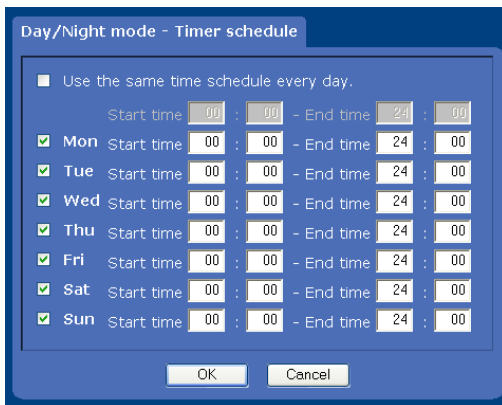 Day/Night mode - Timer schedule
Use the same time schedule every day.
Start time 00 : 00 - End time 24 : 00
Mon Start time 00 : 00 - End time 24 : 00
Tue Start time 00 : 00 - End time 24 : 00
Wed Start time 00 : 00 - End time 24 : 00
Thu Start time 00 : 00 - End time 24 : 00
Fri Start time 00 : 00 - End time 24 : 00
Sat Start time 00 : 00 - End time 24 : 00
Sun Start time 00 : 00 - End time 24 : 00
OK Cancel